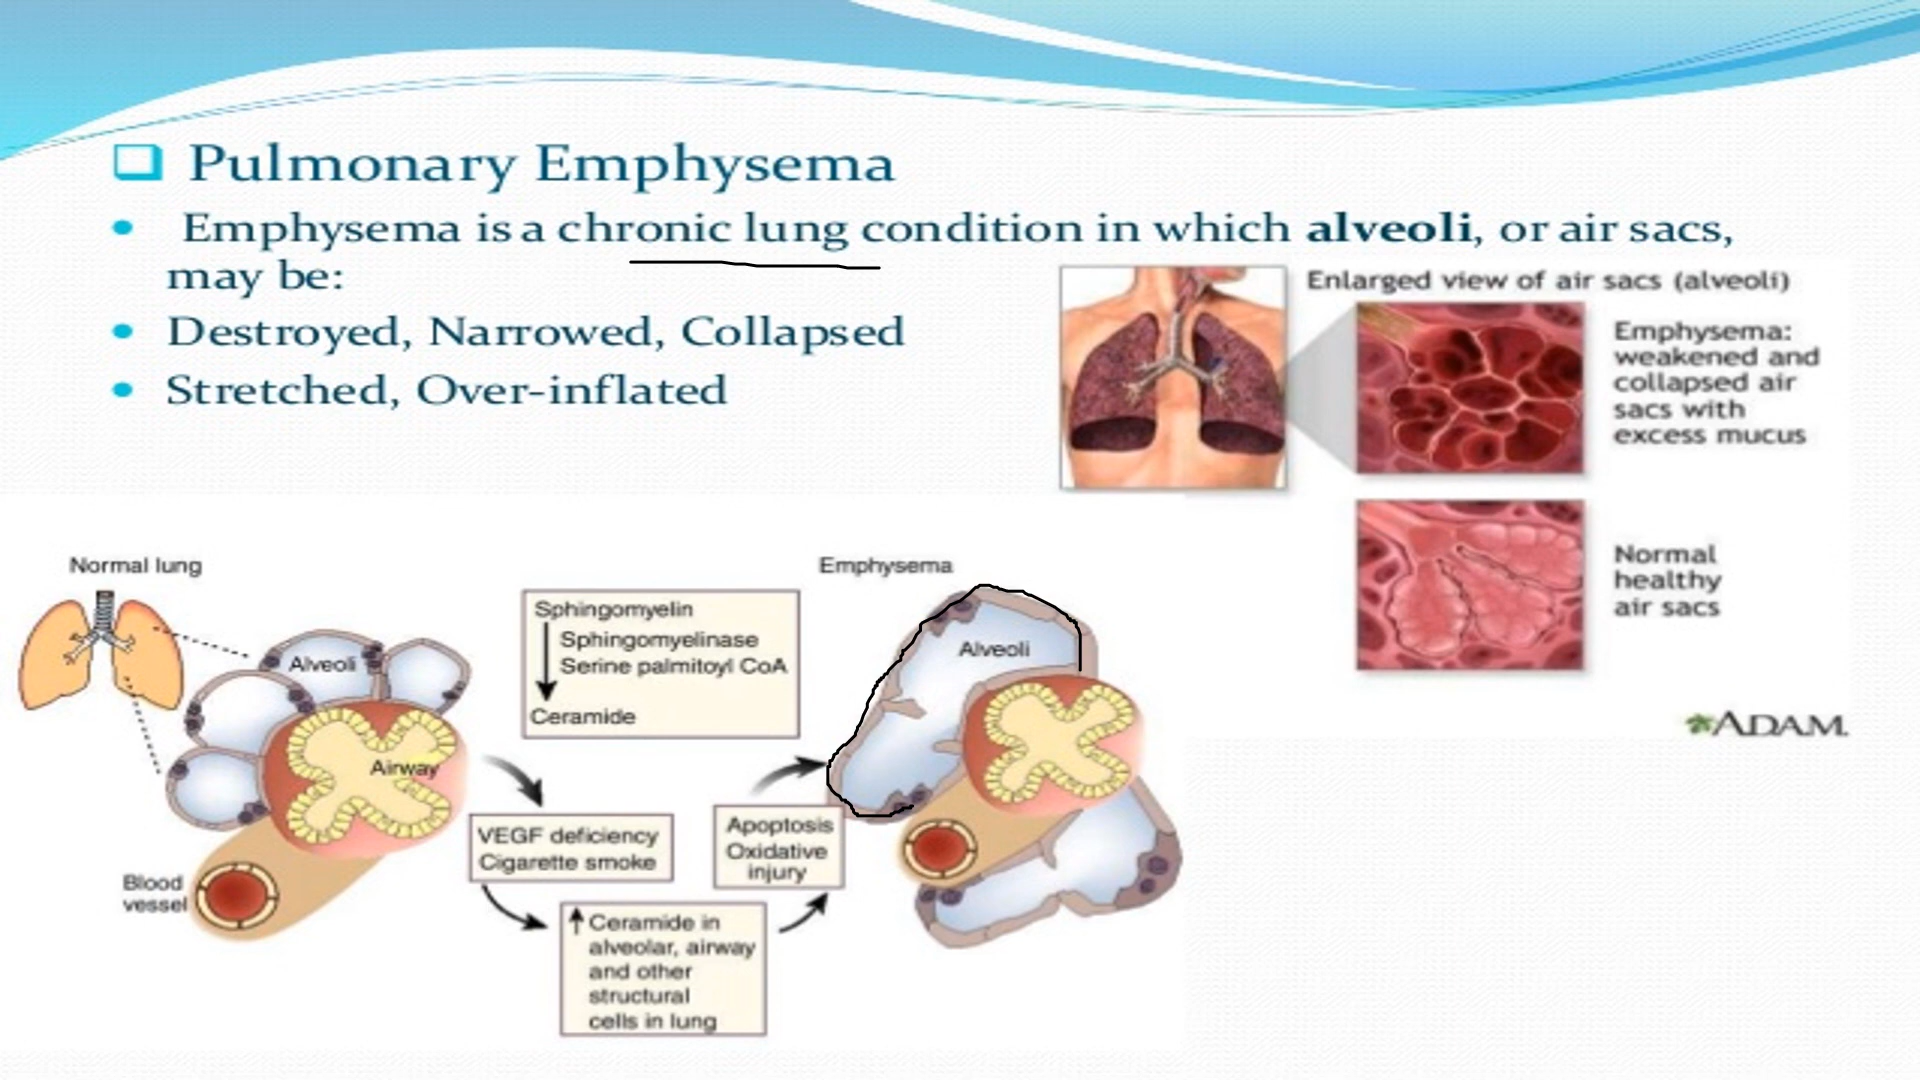 Pulmonary Emphysema
Emphysema is a chronic lung condition in which alveoli, or air sacs,
may be:
Destroyed, Narrowed, Collapsed
Stretched, Over-inflated
Enlarged view of air sacs (alveoli)
Emphysema:
weakened and
collapsed air
sacs with
excess mucus
Normal
healthy
air sacs
ADAM.
Normal lung
Alveoli
Airway
Blood
vessel
Sphingomyelin
Sphingomyelinase
Serine palmitoyl CoA
Ceramide
VEGF deficiency
Cigarette smoke
Ceramide in
alveolar, airway
and other
structural
cells in lung
Apoptosis
Oxidative
injury
Emphysema
Alveoli